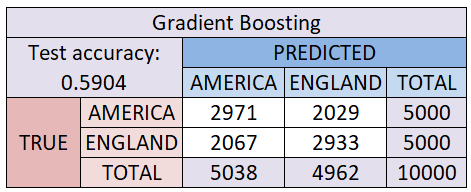 Gradient Boosting
Test accuracy: PREDICTED
0.5904 AMERICA ENGLAND TOTAL
TRUE AMERICA 2971 2029 5000
ENGLAND 2067 2933 5000
TOTAL 5038 4962 10000